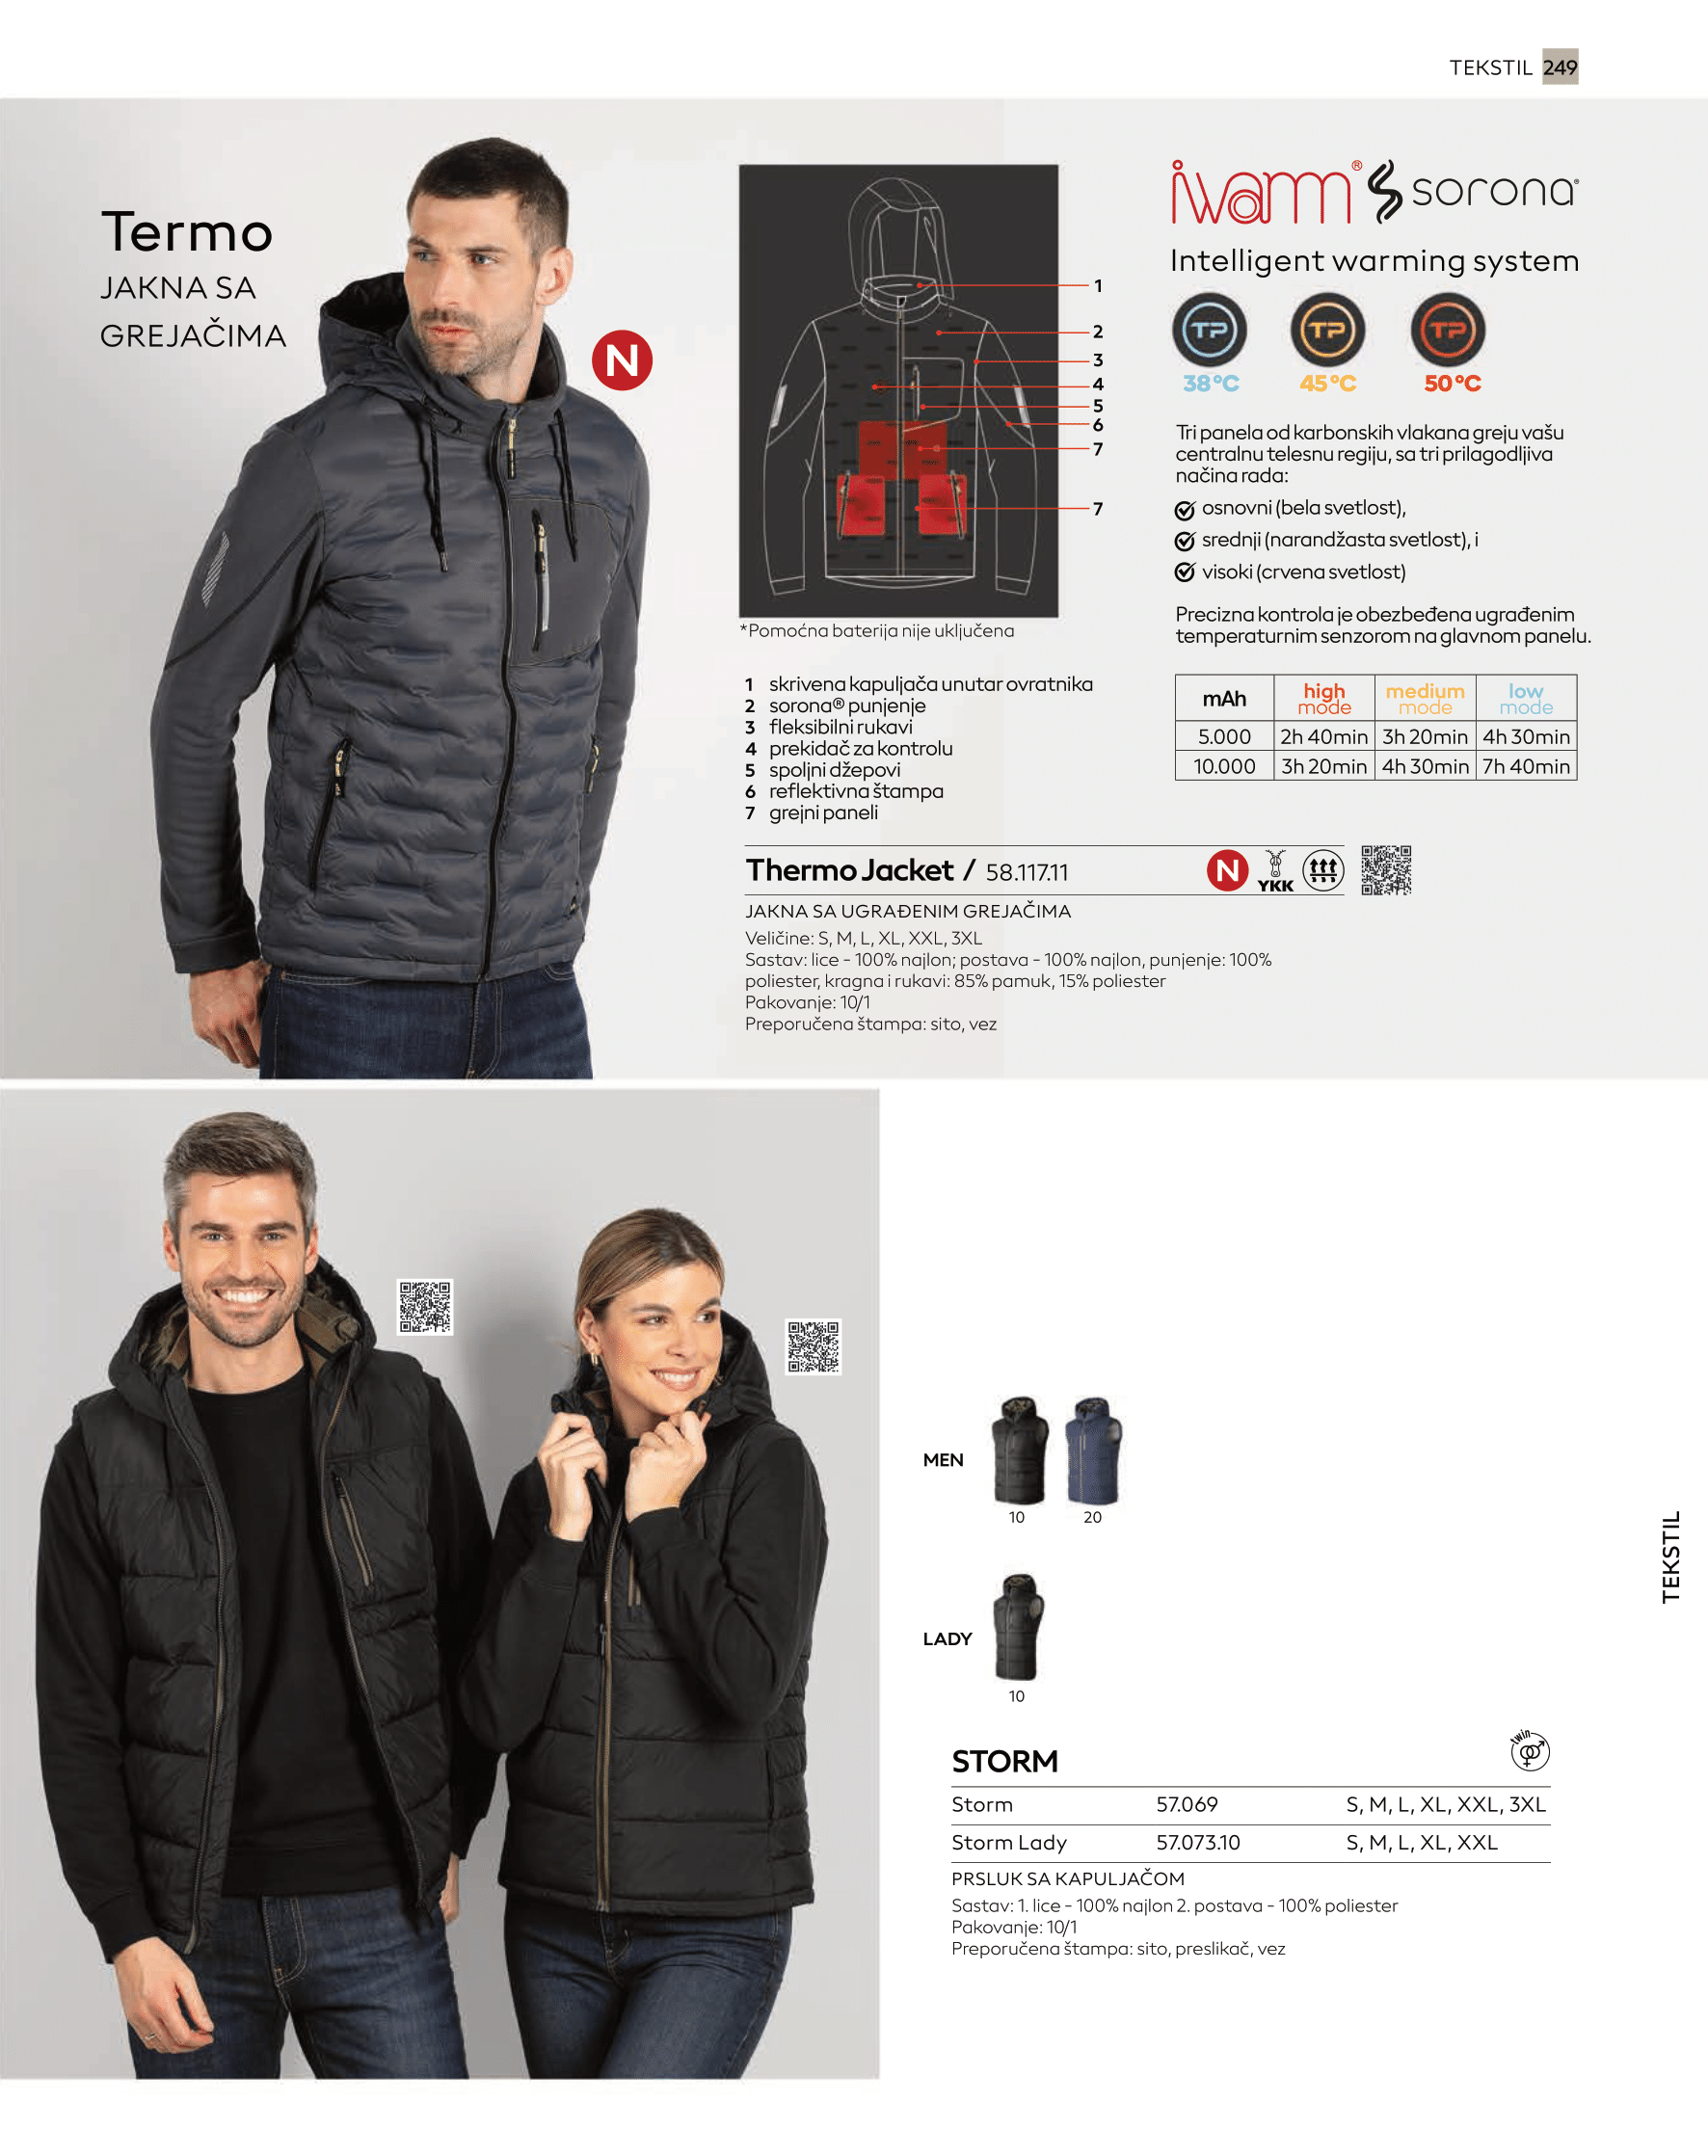 TEKSTIL 249
Termo
JAKNA SA
GREJAČIMA
N
1
2
3
4
5
6
7
7
*Pomoćna baterija nije uključena
1 skrivena kapuljača unutar ovratnika
2 sorona® punjenje
3 fleksibilni rukavi
4 prekidač za kontrolu
5 spoljni džepovi
6 reflektivna štampa
7 grejni paneli
iwarm® sorona®
Intelligent warming system
TP TP TP
38°C 45°C 50°C
Tri panela od karbonskih vlakana greju vašu
centralnu telesnu regiju, sa tri prilagodljiva
načina rada:
osnovni (bela svetlost),
srednji (narandžasta svetlost), i
visoki (crvena svetlost)
Precizna kontrola je obezbeđena ugrađenim
temperaturnim senzorom na glavnom panelu.
mAh high mode medium mode low mode
5.000 2h 40min 3h 20min 4h 30min
10.000 3h 20min 4h 30min 7h 40min
Thermo Jacket / 58.117.11
N YKK
JAKNA SA UGRAĐENIM GREJAČIMA
Veličine: S, M, L, XL, XXL, 3XL
Sastav: lice - 100% najlon; postava - 100% najlon, punjenje: 100%
poliester, kragna i rukavi: 85% pamuk, 15% poliester
Pakovanje: 10/1
Preporučena štampa: sito, vez
MEN
10 20
LADY
10
TEKSTIL
STORM
twin
Storm 57.069 S, M, L, XL, XXL, 3XL
Storm Lady 57.073.10 S, M, L, XL, XXL
PRSLUK SA KAPULJAČOM
Sastav: 1. lice - 100% najlon 2. postava - 100% poliester
Pakovanje: 10/1
Preporučena štampa: sito, preslikač, vez